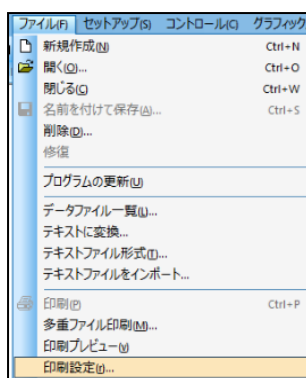 ファイル(F) セットアップ(S) コントロール(C) グラフィック
新規作成(N) Ctrl+N
開く(O)... Ctrl+O
閉じる(C) Ctrl+W
名前を付けて保存(A)... Ctrl+S
削除(D)...
修復
プログラムの更新(U)
データファイル一覧(L)...
テキストに変換...
テキストファイル形式(T)...
テキストファイルをインポート...
印刷(P) Ctrl+P
多重ファイル印刷(M)...
印刷プレビュー(V)
印刷設定(r)...